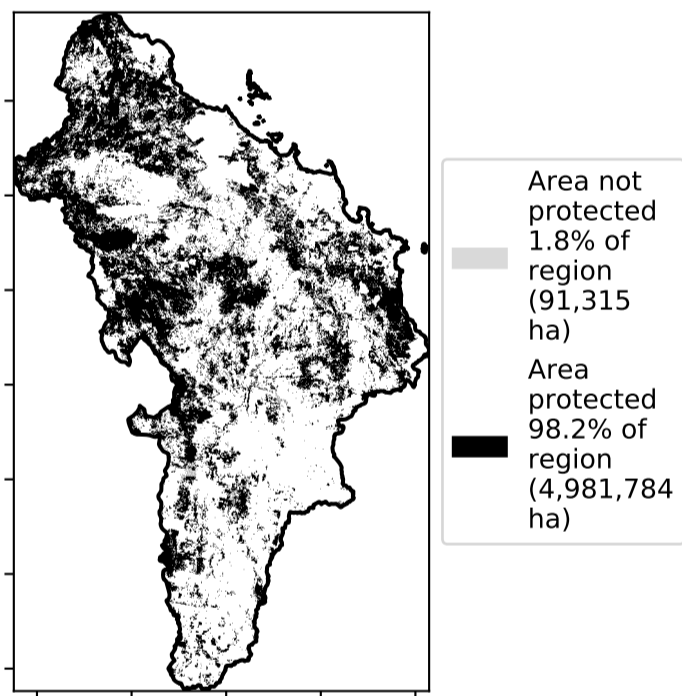 Area not
protected
1.8% of
region
(91,315
ha)
Area
protected
98.2% of
region
(4,981,784
ha)